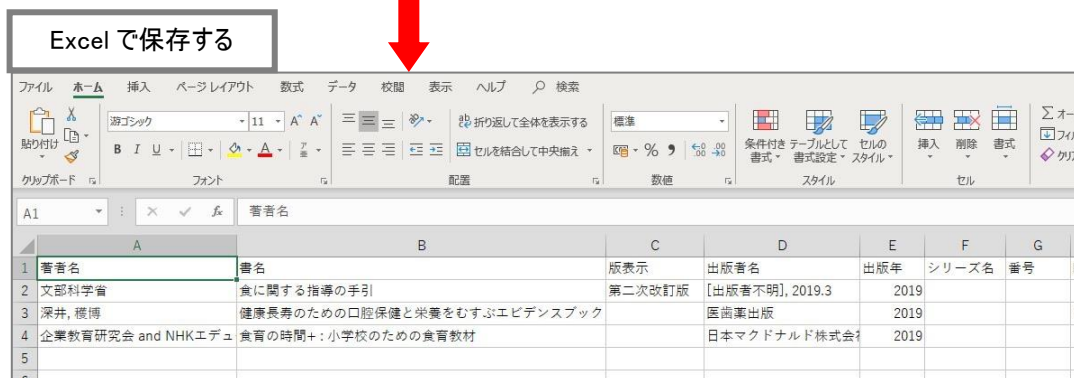 Excel で保存する
ファイル ホーム 挿入 ページ レイアウト 数式 データ 校閲 表示 ヘルプ 検索
貼り付け
游ゴシック 11 A A
折り返して全体を表示する
標準
B I U A
セルを結合して中央揃え
% 9 .00
条件付き書式 テーブルとして書式設定 セルのスタイル
挿入 削除 書式
Σ オー
フィ
クリ
クリップボード フォント 配置 数値 スタイル セル
A1 fx 著者名
A B C D E F G
1 著者名 書名 版表示 出版者名 出版年 シリーズ名 番号
2 文部科学省 食に関する指導の手引 第二次改訂版 [出版者不明], 2019.3 2019
3 深井, 穫博 健康長寿のための口腔保健と栄養をむすぶエビデンスブック 医歯薬出版 2019
4 企業教育研究会 and NHKエデュ 食育の時間+ : 小学校のための食育教材 日本マクドナルド株式会社 2019
5